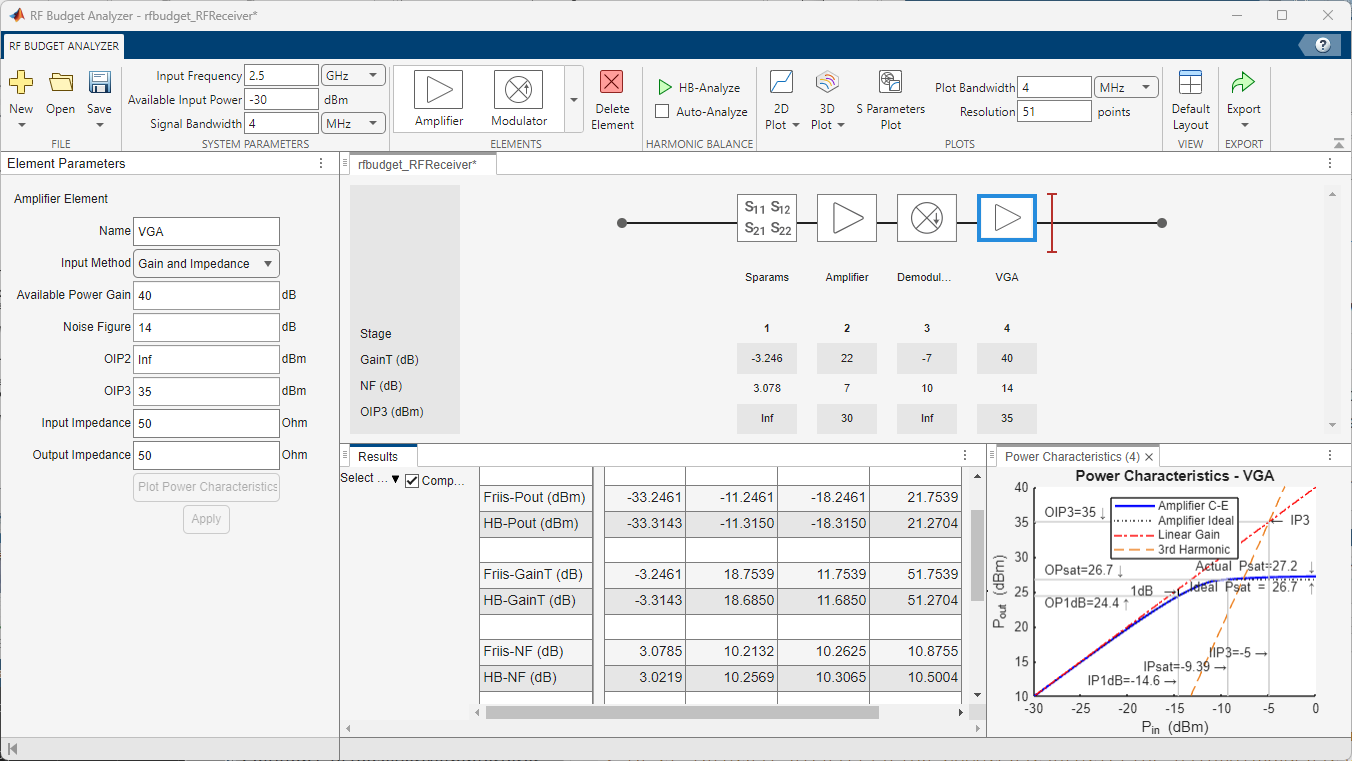 RF Budget Analyzer - rfbudget_RFReceiver*
RF BUDGET ANALYZER
?
New
Open
Save
FILE
Input Frequency 2.5 GHz
Available Input Power -30 dBm
Signal Bandwidth 4 MHz
SYSTEM PARAMETERS
Amplifier
Modulator
Delete
Element
ELEMENTS
HB-Analyze
Auto-Analyze
HARMONIC BALANCE
2D
Plot
3D
Plot
S Parameters
Plot
Plot Bandwidth 4 MHz
Resolution 51 points
PLOTS
Default
Layout
VIEW
Export
EXPORT
Element Parameters
Amplifier Element
Name VGA
Input Method Gain and Impedance
Available Power Gain 40 dB
Noise Figure 14 dB
OIP2 Inf dBm
OIP3 35 dBm
Input Impedance 50 Ohm
Output Impedance 50 Ohm
Plot Power Characteristics
Apply
rfbudget_RFReceiver*
S11 S12
S21 S22
Sparams Amplifier Demodul... VGA
Stage 1 2 3 4
GainT (dB) -3.246 22 -7 40
NF (dB) 3.078 7 10 14
OIP3 (dBm) Inf 30 Inf 35
Results
Select ... Comp...
Friis-Pout (dBm) -33.2461 -11.2461 -18.2461 21.7539
HB-Pout (dBm) -33.3143 -11.3150 -18.3150 21.2704
Friis-GainT (dB) -3.2461 18.7539 11.7539 51.7539
HB-GainT (dB) -3.3143 18.6850 11.6850 51.2704
Friis-NF (dB) 3.0785 10.2132 10.2625 10.8755
HB-NF (dB) 3.0219 10.2569 10.3065 10.5004
Power Characteristics (4)
Power Characteristics - VGA
Amplifier C-E
Amplifier Ideal
Linear Gain
3rd Harmonic
OIP3=35 ↓
← IP3
OPsat=26.7 ↓
Actual Psat=27.2 ↓
1dB →
Ideal Psat = 26.7 ↑
OP1dB=24.4 ↑
IIP3=-5 →
IPsat=-9.39 →
IP1dB=-14.6 →
40
35
30
25
20
15
10
Pout (dBm)
-30 -25 -20 -15 -10 -5 0
Pin (dBm)